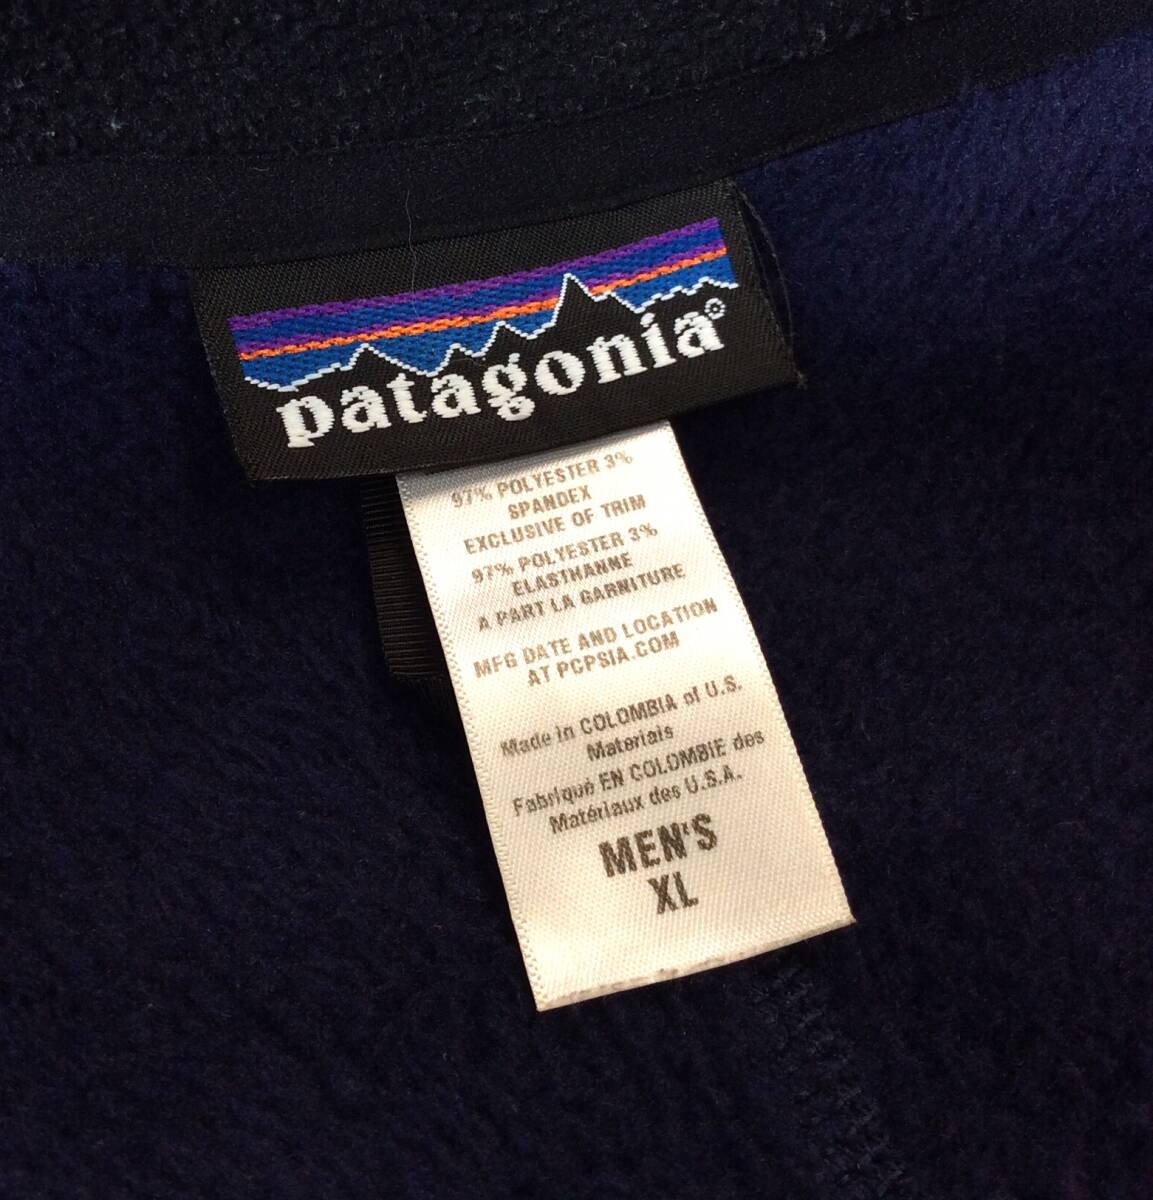 patagonia®
97% POLYESTER 3%
SPANDEX
EXCLUSIVE OF TRIM
97% POLYESTER 3%
ELASTHANNE
A PART LA GARNITURE
MFG DATE AND LOCATION
AT PCPSIA.COM
Made in COLOMBIA of U.S.
Materials
Fabriqué EN COLOMBIE des
Matériaux des U.S.A.
MEN'S
XL